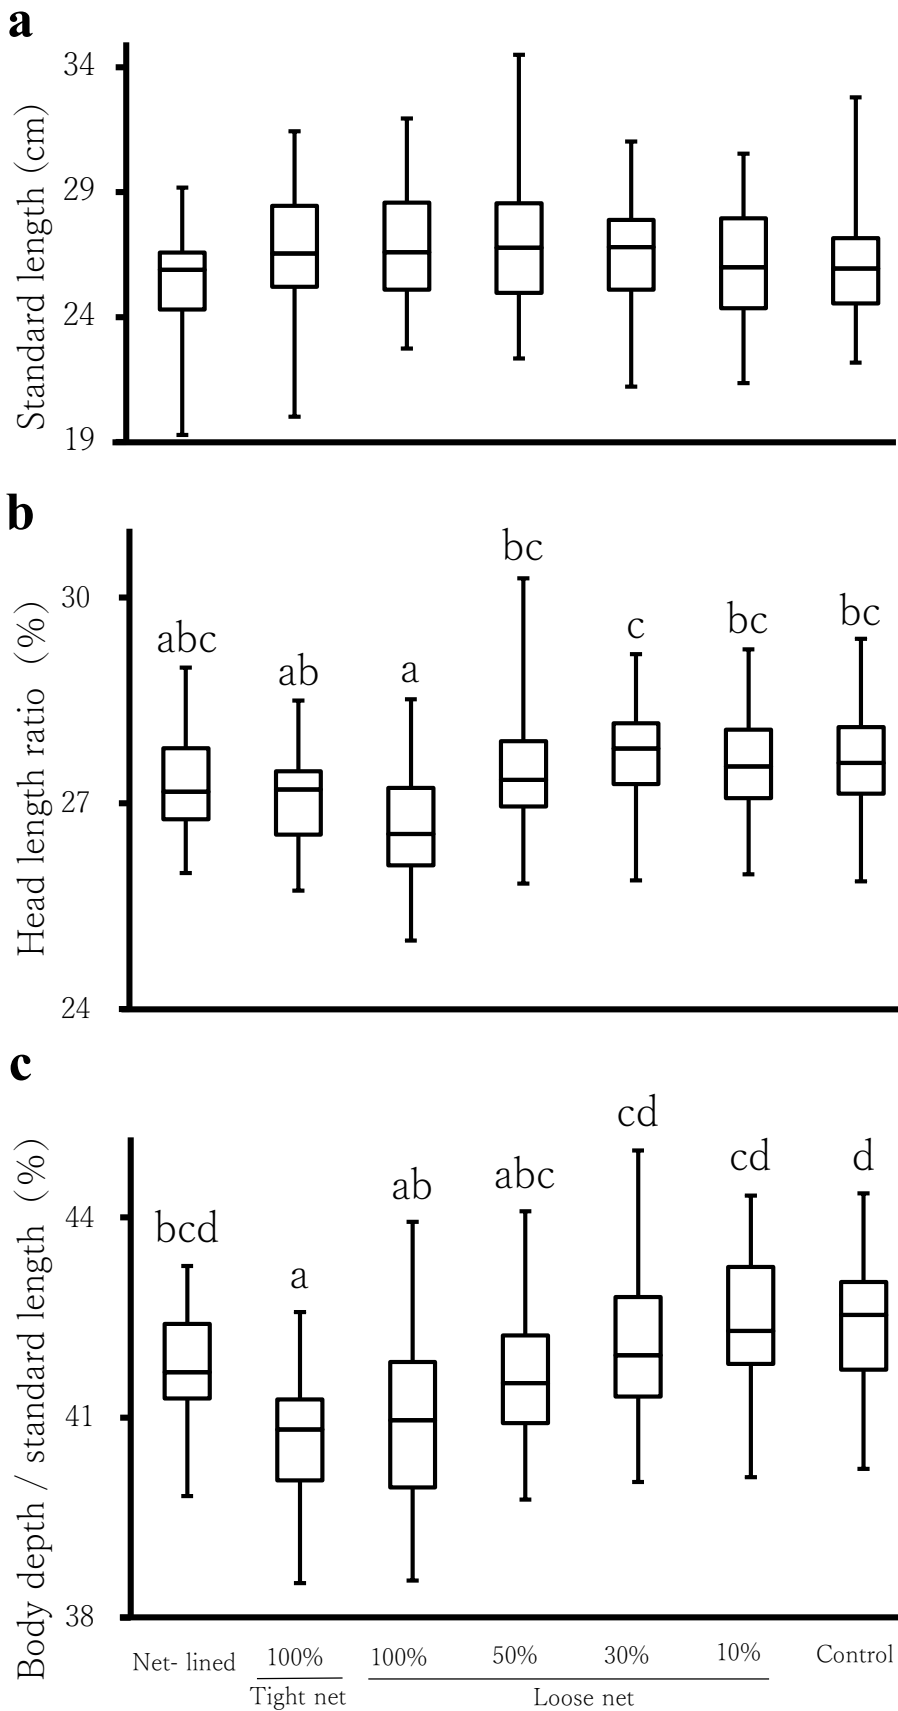 a
Standard length (cm)
34
29
24
19
b
Head length ratio (%)
30
27
24
abc
ab
a
bc
c
bc
bc
c
Body depth / standard length (%)
44
41
38
bcd
a
ab
abc
cd
cd
d
Net- lined
100%
100%
50%
30%
10%
Control
Tight net
Loose net